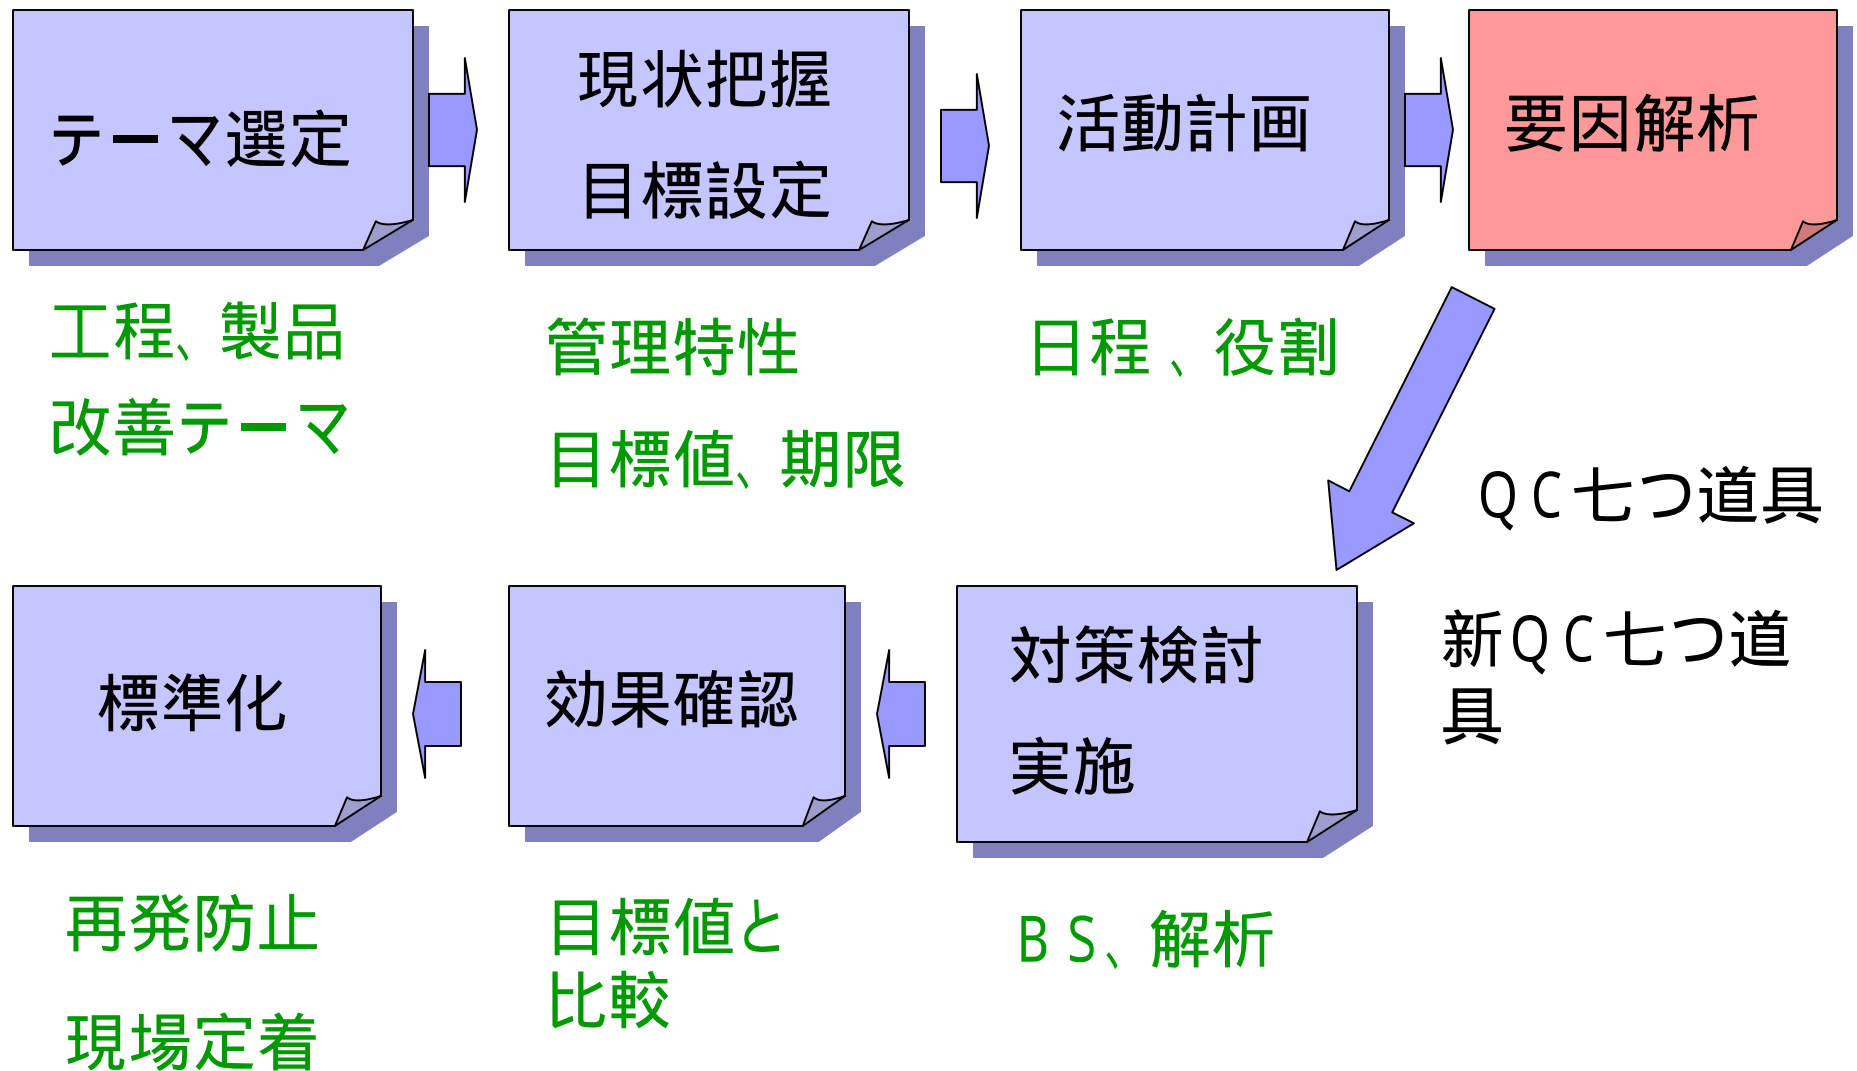 テーマ選定
現状把握
目標設定
活動計画
要因解析
工程、製品
改善テーマ
管理特性
目標値、期限
日程、役割
QC七つ道具
新QC七つ道
具
標準化
効果確認
対策検討
実施
再発防止
現場定着
目標値と
比較
BS、解析